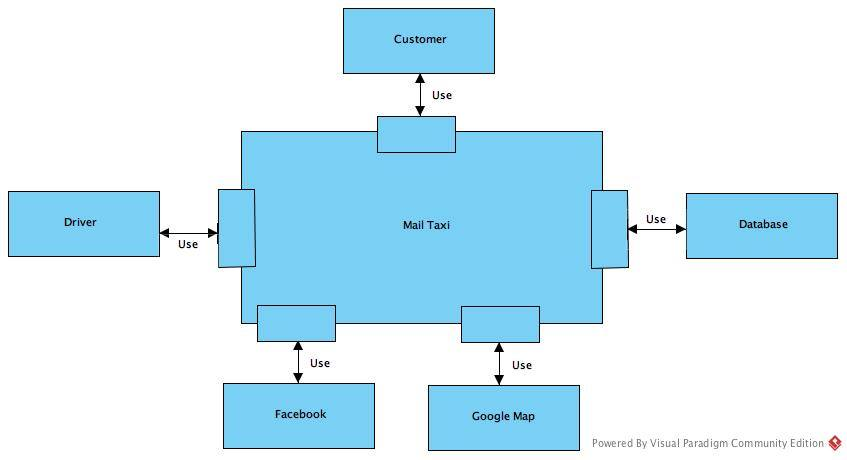 Customer
Use
Driver
Use
Mail Taxi
Use
Database
Use
Use
Facebook
Google Map
Powered By Visual Paradigm Community Edition